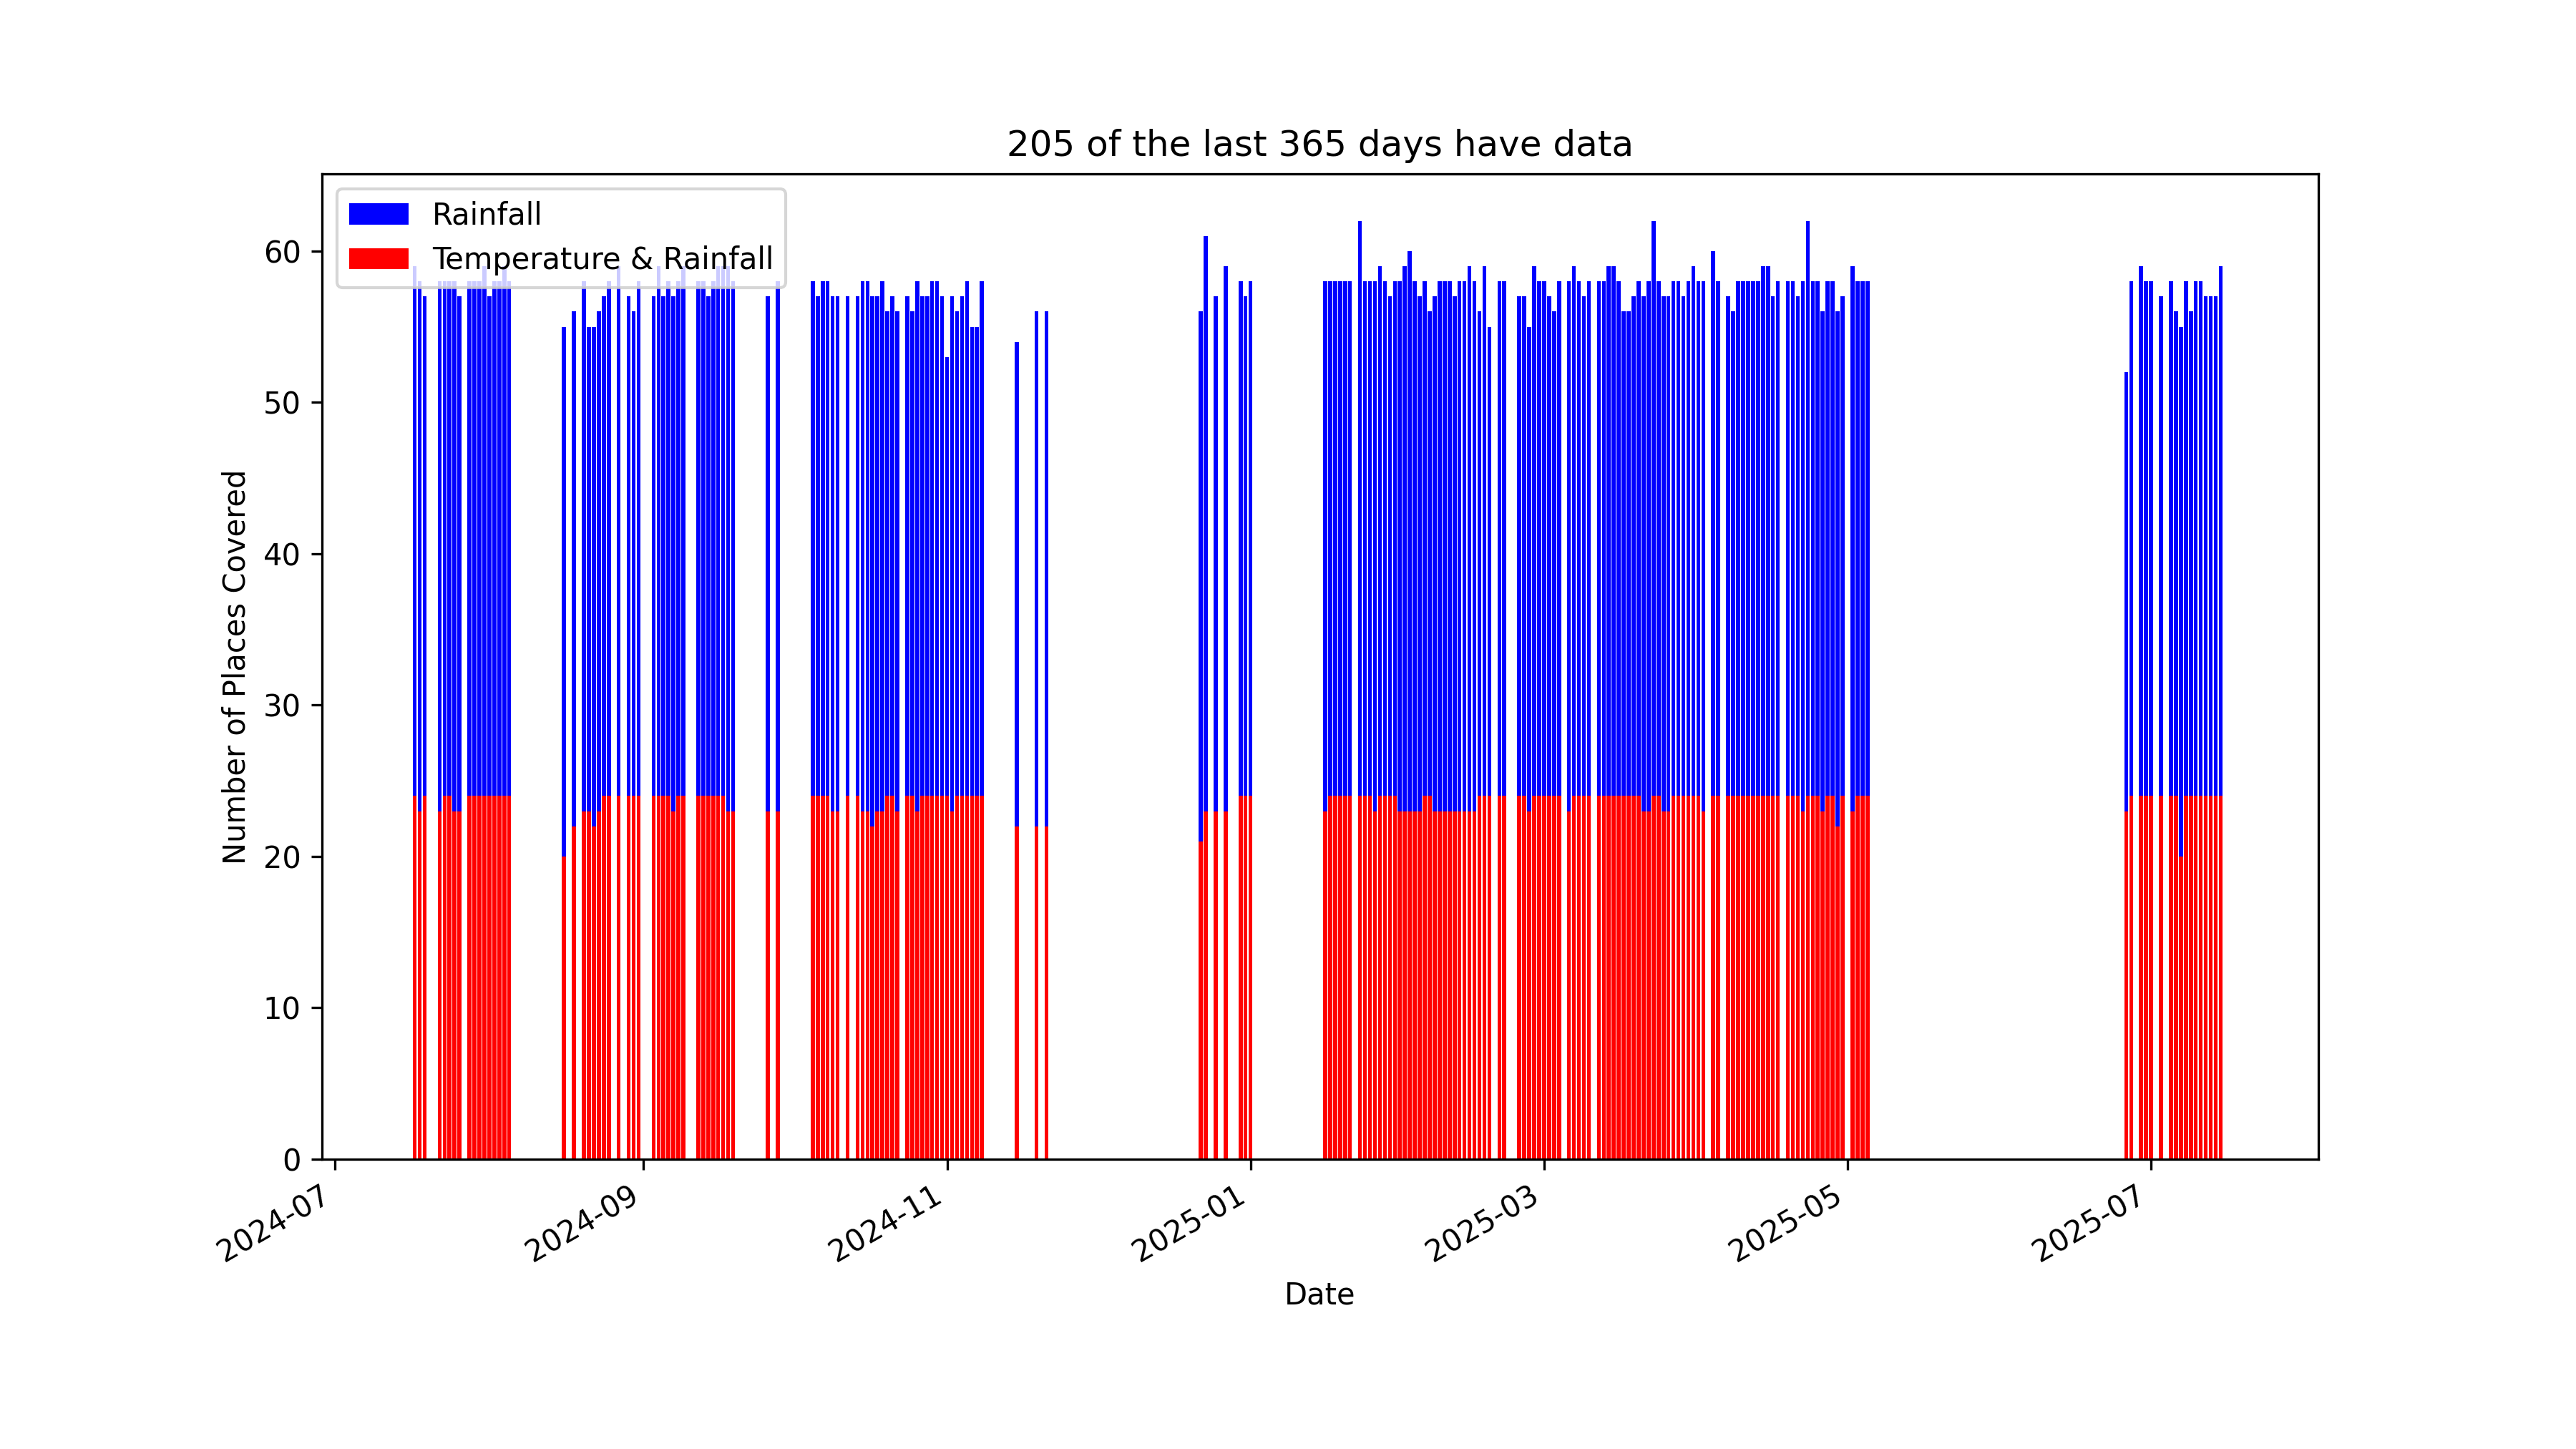 205 of the last 365 days have data
Rainfall
Temperature & Rainfall
Number of Places Covered
60
50
40
30
20
10
0
2024-07
2024-09
2024-11
2025-01
2025-03
2025-05
2025-07
Date